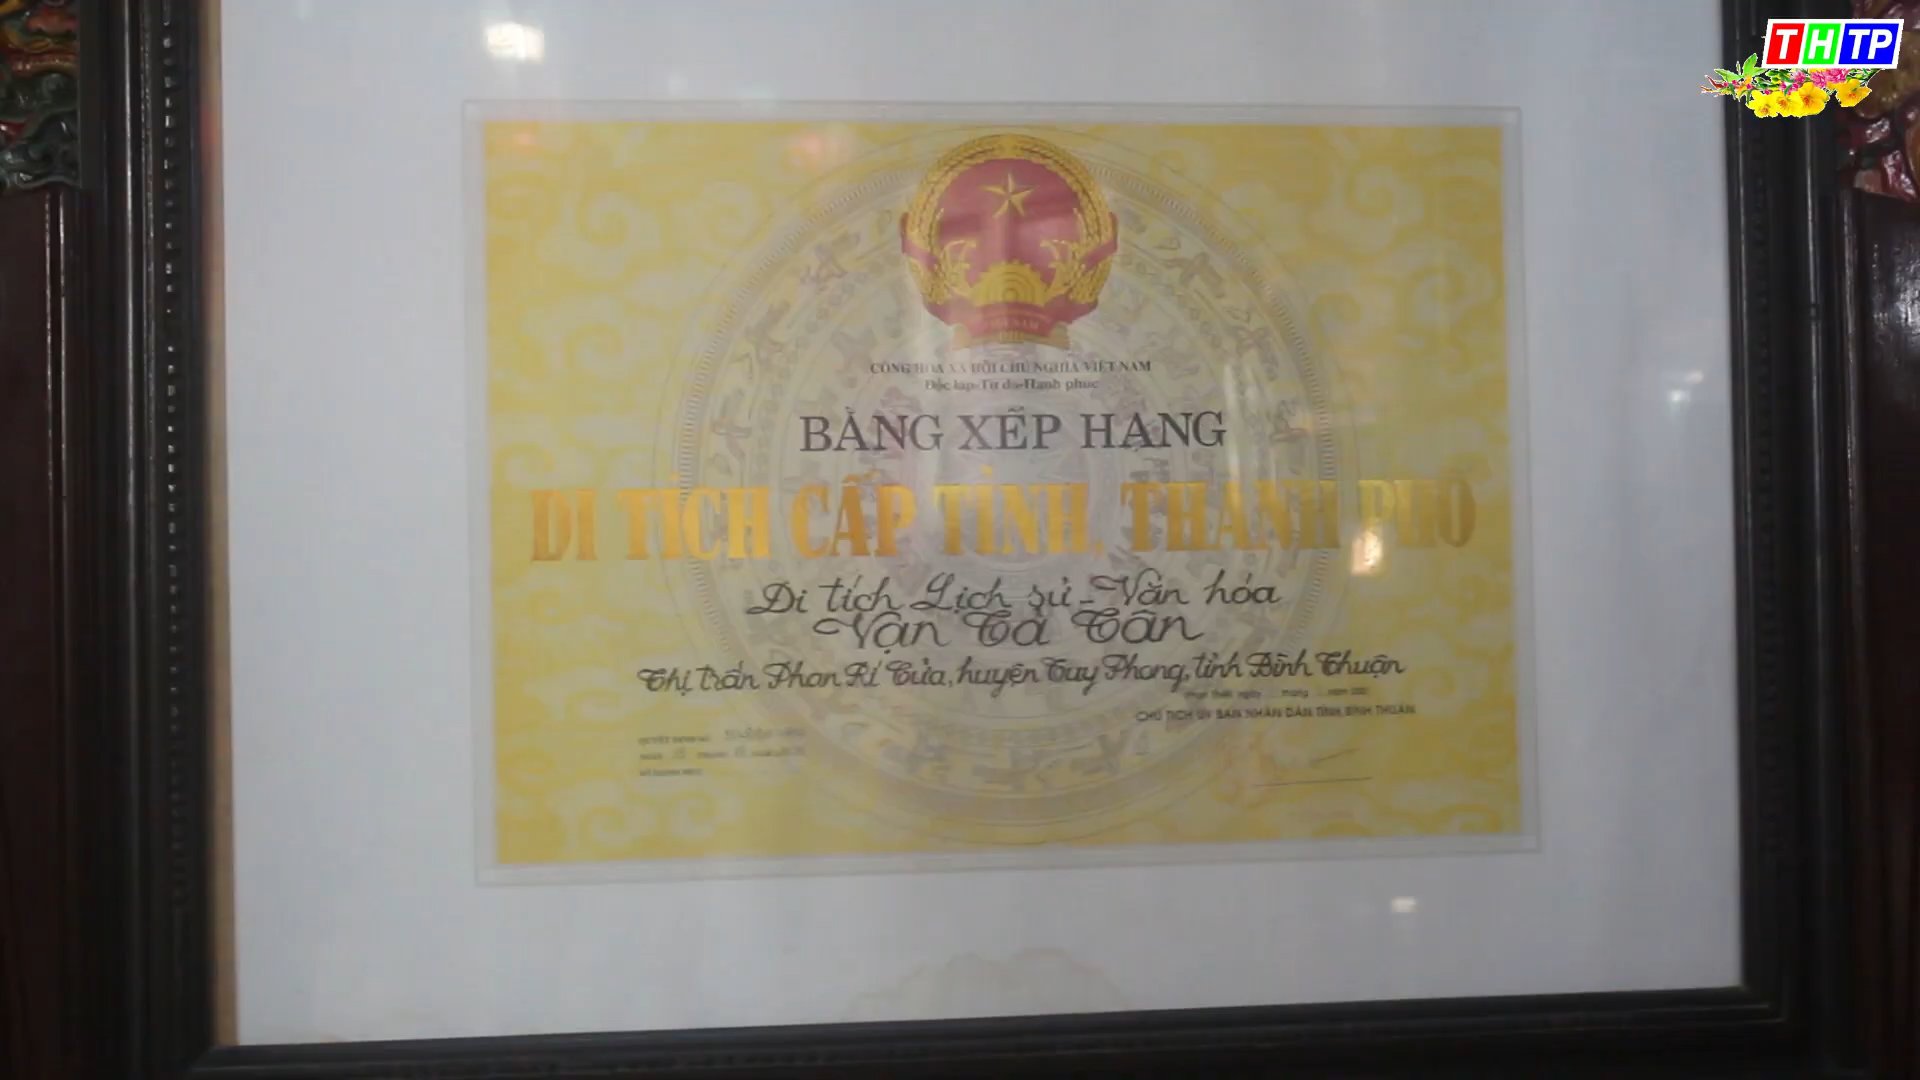 THTP
CỘNG HÒA XÃ HỘI CHỦ NGHĨA VIỆT NAM
Độc lập-Tự do-Hạnh phúc
BẰNG XẾP HẠNG
DI TÍCH CẤP TỈNH, THÀNH PHỐ
Di tích Lịch sử - Văn hóa
Vạn Tả Tân
Thị trấn Phan Rí Cửa, huyện Tuy Phong, tỉnh Bình Thuận
CHỦ TỊCH ỦY BAN NHÂN DÂN TỈNH BÌNH THUẬN